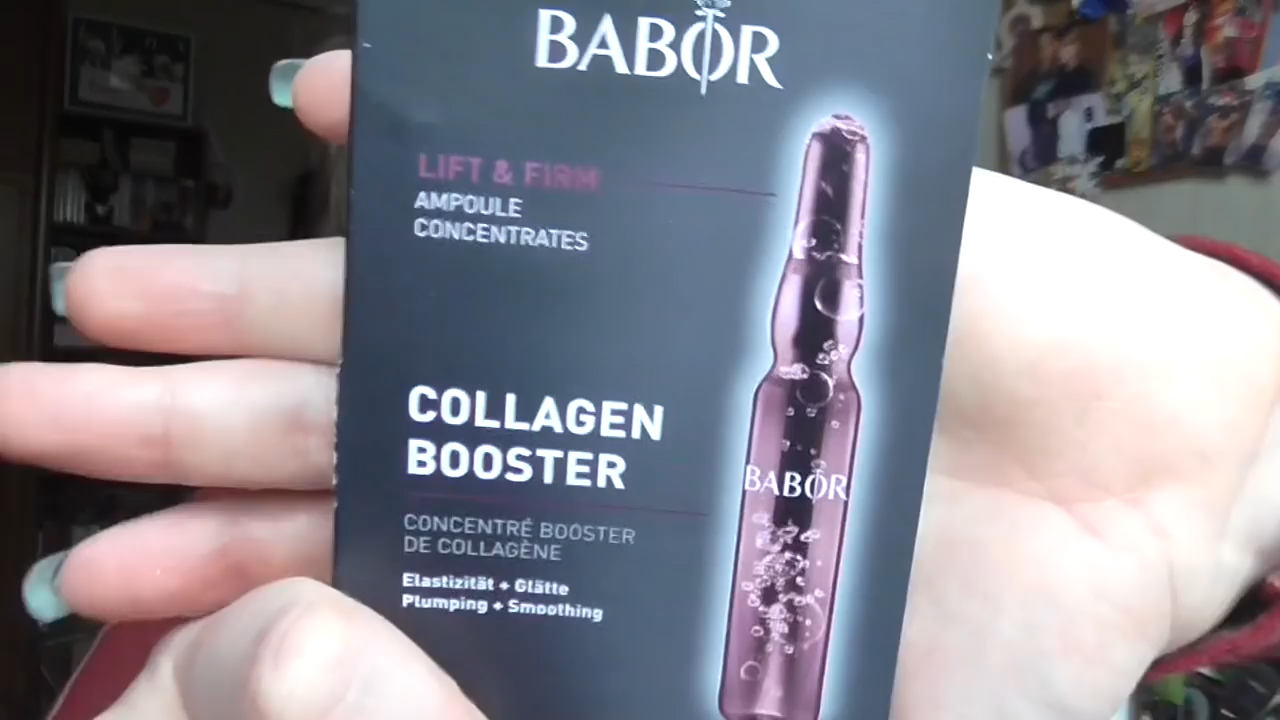 BABOR
LIFT & FIRM
AMPOULE
CONCENTRATES
COLLAGEN
BOOSTER
CONCENTRÉ BOOSTER
DE COLLAGÈNE
Elastizität + Glätte
Plumping + Smoothing
BABOR